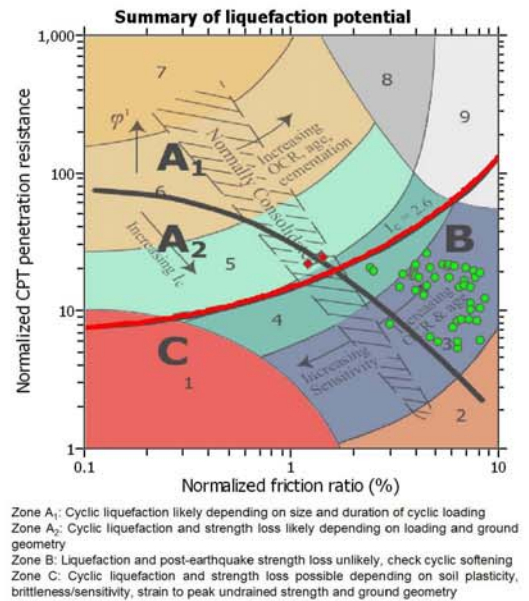 Summary of liquefaction potential
1,000
100
10
1
Normalized CPT penetration resistance
7
8
9
φ'
A1
Normally Consolidated
Increasing
OCR, age,
cementation
6
A2
Increasing Ic
Ic = 2.6
B
5
4
Increasing
OCR & age
3
C
1
Increasing
Sensitivity
2
0.1
1
10
Normalized friction ratio (%)
Zone A1: Cyclic liquefaction likely depending on size and duration of cyclic loading
Zone A2: Cyclic liquefaction and strength loss likely depending on loading and ground
geometry
Zone B: Liquefaction and post-earthquake strength loss unlikely, check cyclic softening
Zone C: Cyclic liquefaction and strength loss possible depending on soil plasticity,
brittleness/sensitivity, strain to peak undrained strength and ground geometry